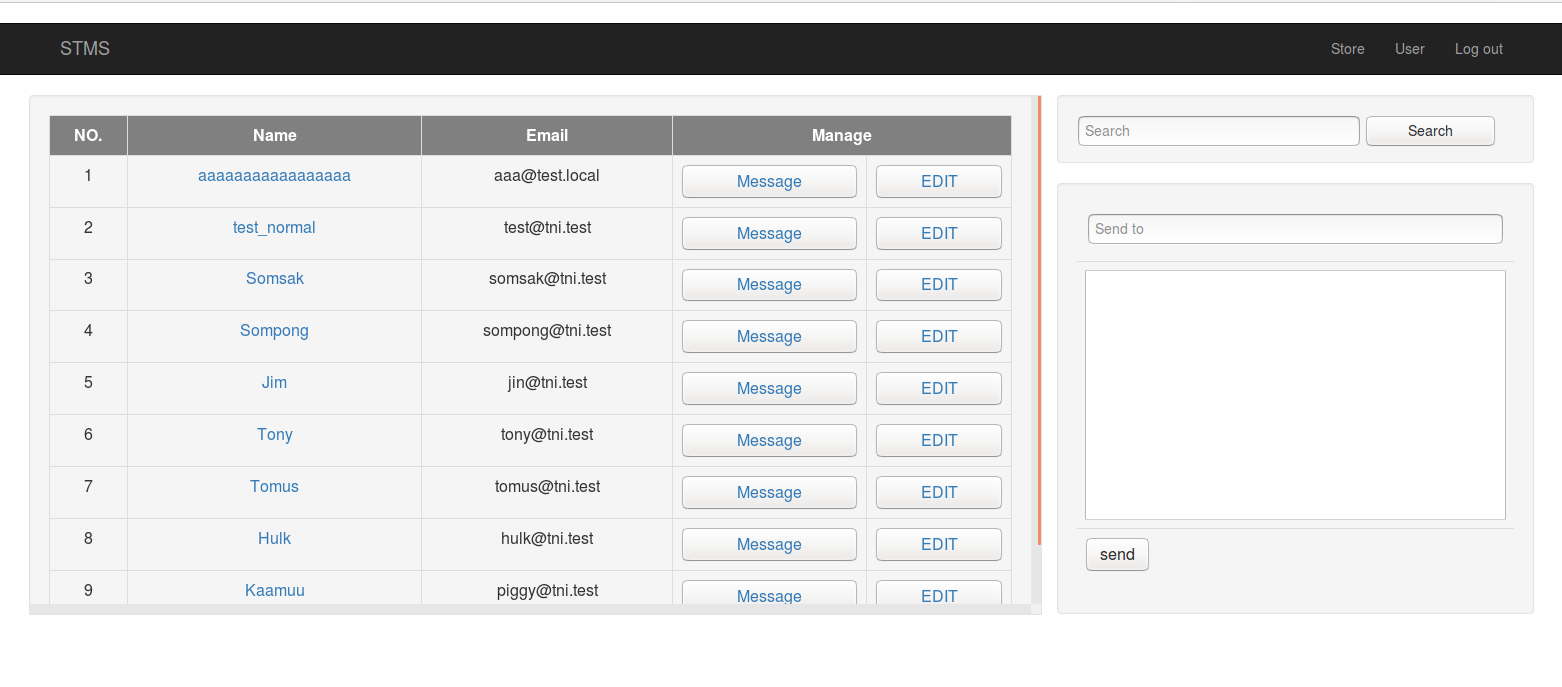 STMS Store User Log out
NO. Name Email Manage
1 aaaaaaaaaaaaaaaaa aaa@test.local Message EDIT
2 test_normal test@tni.test Message EDIT
3 Somsak somsak@tni.test Message EDIT
4 Sompong sompong@tni.test Message EDIT
5 Jim jin@tni.test Message EDIT
6 Tony tony@tni.test Message EDIT
7 Tomus tomus@tni.test Message EDIT
8 Hulk hulk@tni.test Message EDIT
9 Kaamuu piggy@tni.test Message EDIT
Search Search
Send to
send